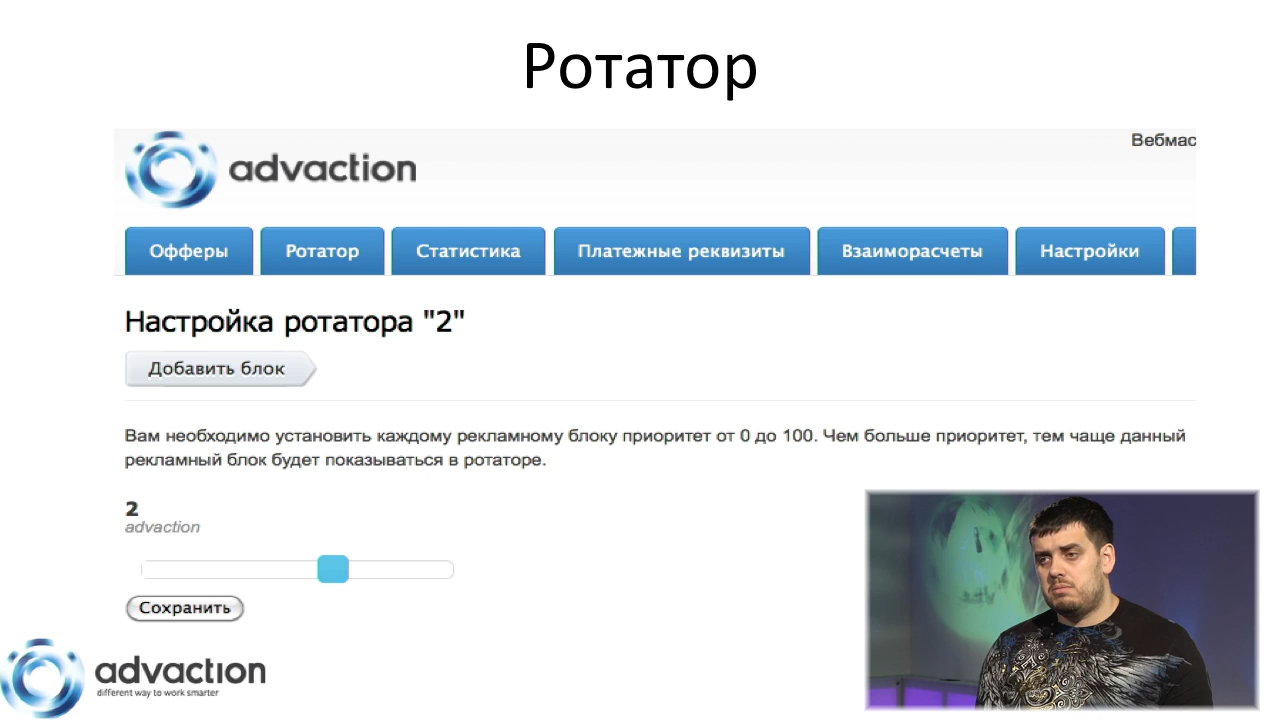 Ротатор
advaction
Вебмас
Офферы Ротатор Статистика Платежные реквизиты Взаиморасчеты Настройки
Настройка ротатора "2"
Добавить блок
Вам необходимо установить каждому рекламному блоку приоритет от 0 до 100. Чем больше приоритет, тем чаще данный
рекламный блок будет показываться в ротаторе.
2
advaction
Сохранить
advaction
different way to work smarter